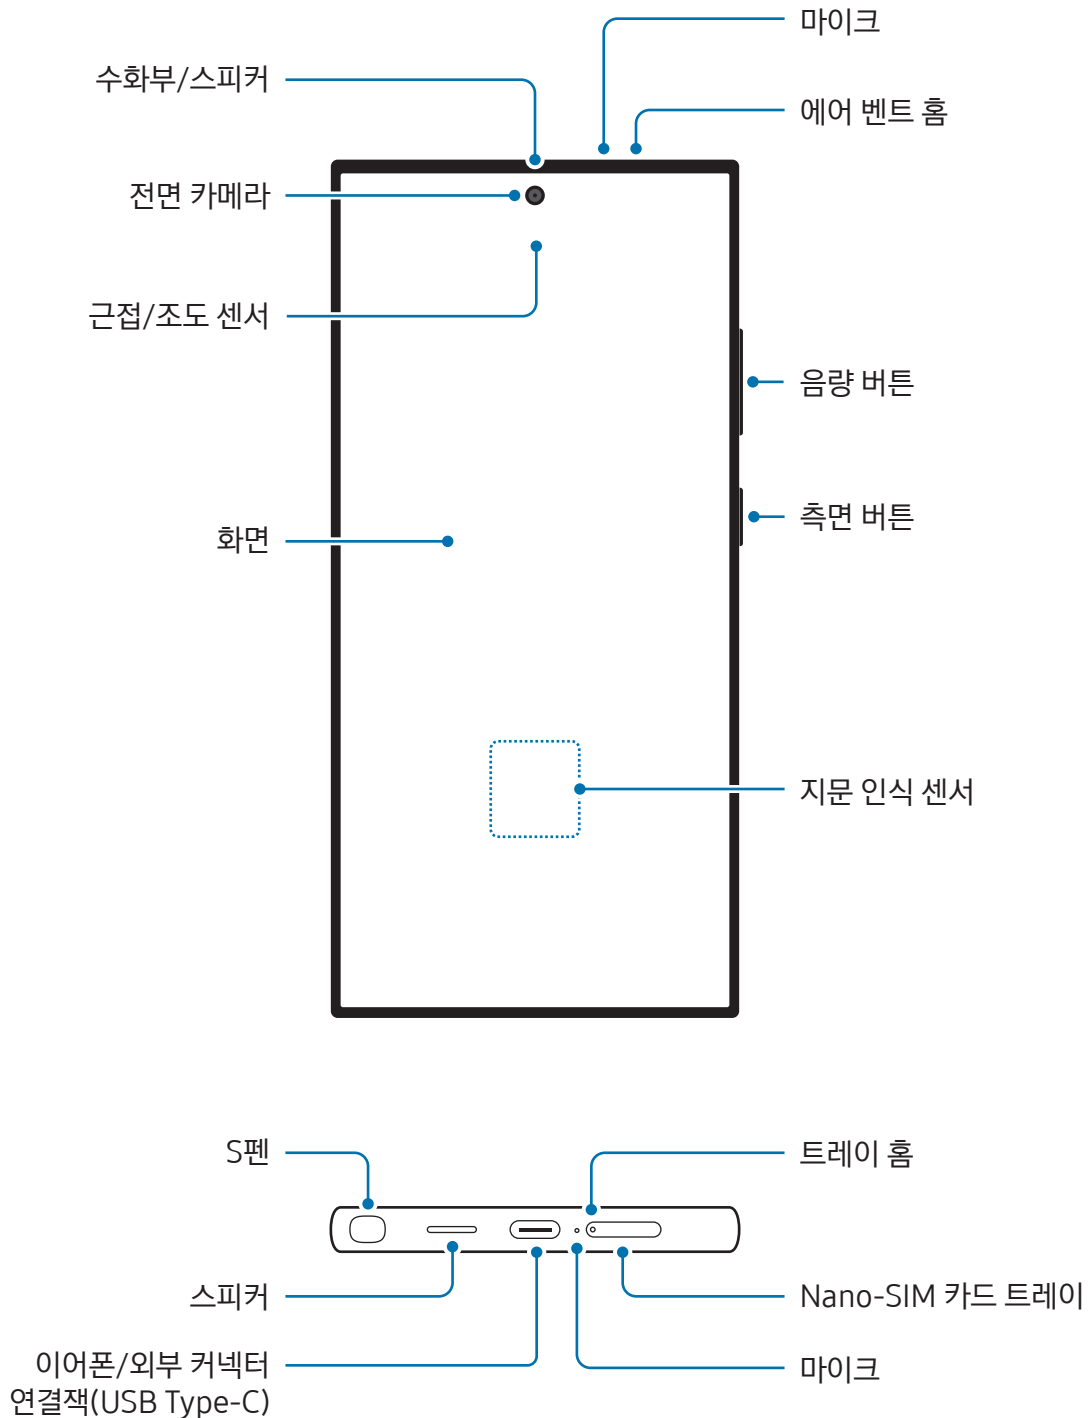 마이크
수화부/스피커
에어 벤트 홈
전면 카메라
근접/조도 센서
음량 버튼
측면 버튼
화면
지문 인식 센서
S펜
트레이 홈
스피커
Nano-SIM 카드 트레이
이어폰/외부 커넥터
연결잭(USB Type-C)
마이크